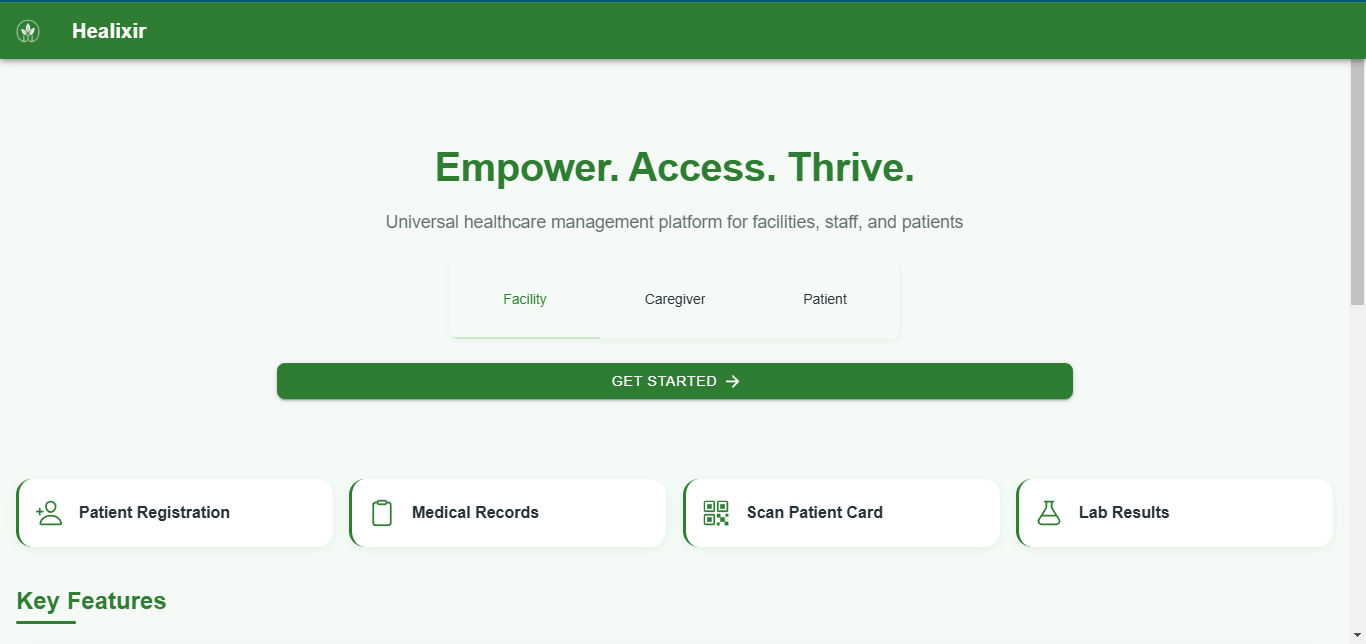 Healixir
Empower. Access. Thrive.
Universal healthcare management platform for facilities, staff, and patients
Facility Caregiver Patient
GET STARTED
Patient Registration Medical Records Scan Patient Card Lab Results
Key Features